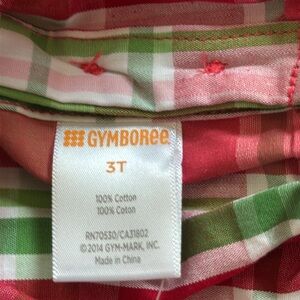 GYMBOREE
3T
100% Cotton
100% Coton
RN70530/CA31802
©2014 GYM-MARK, INC.
Made in China